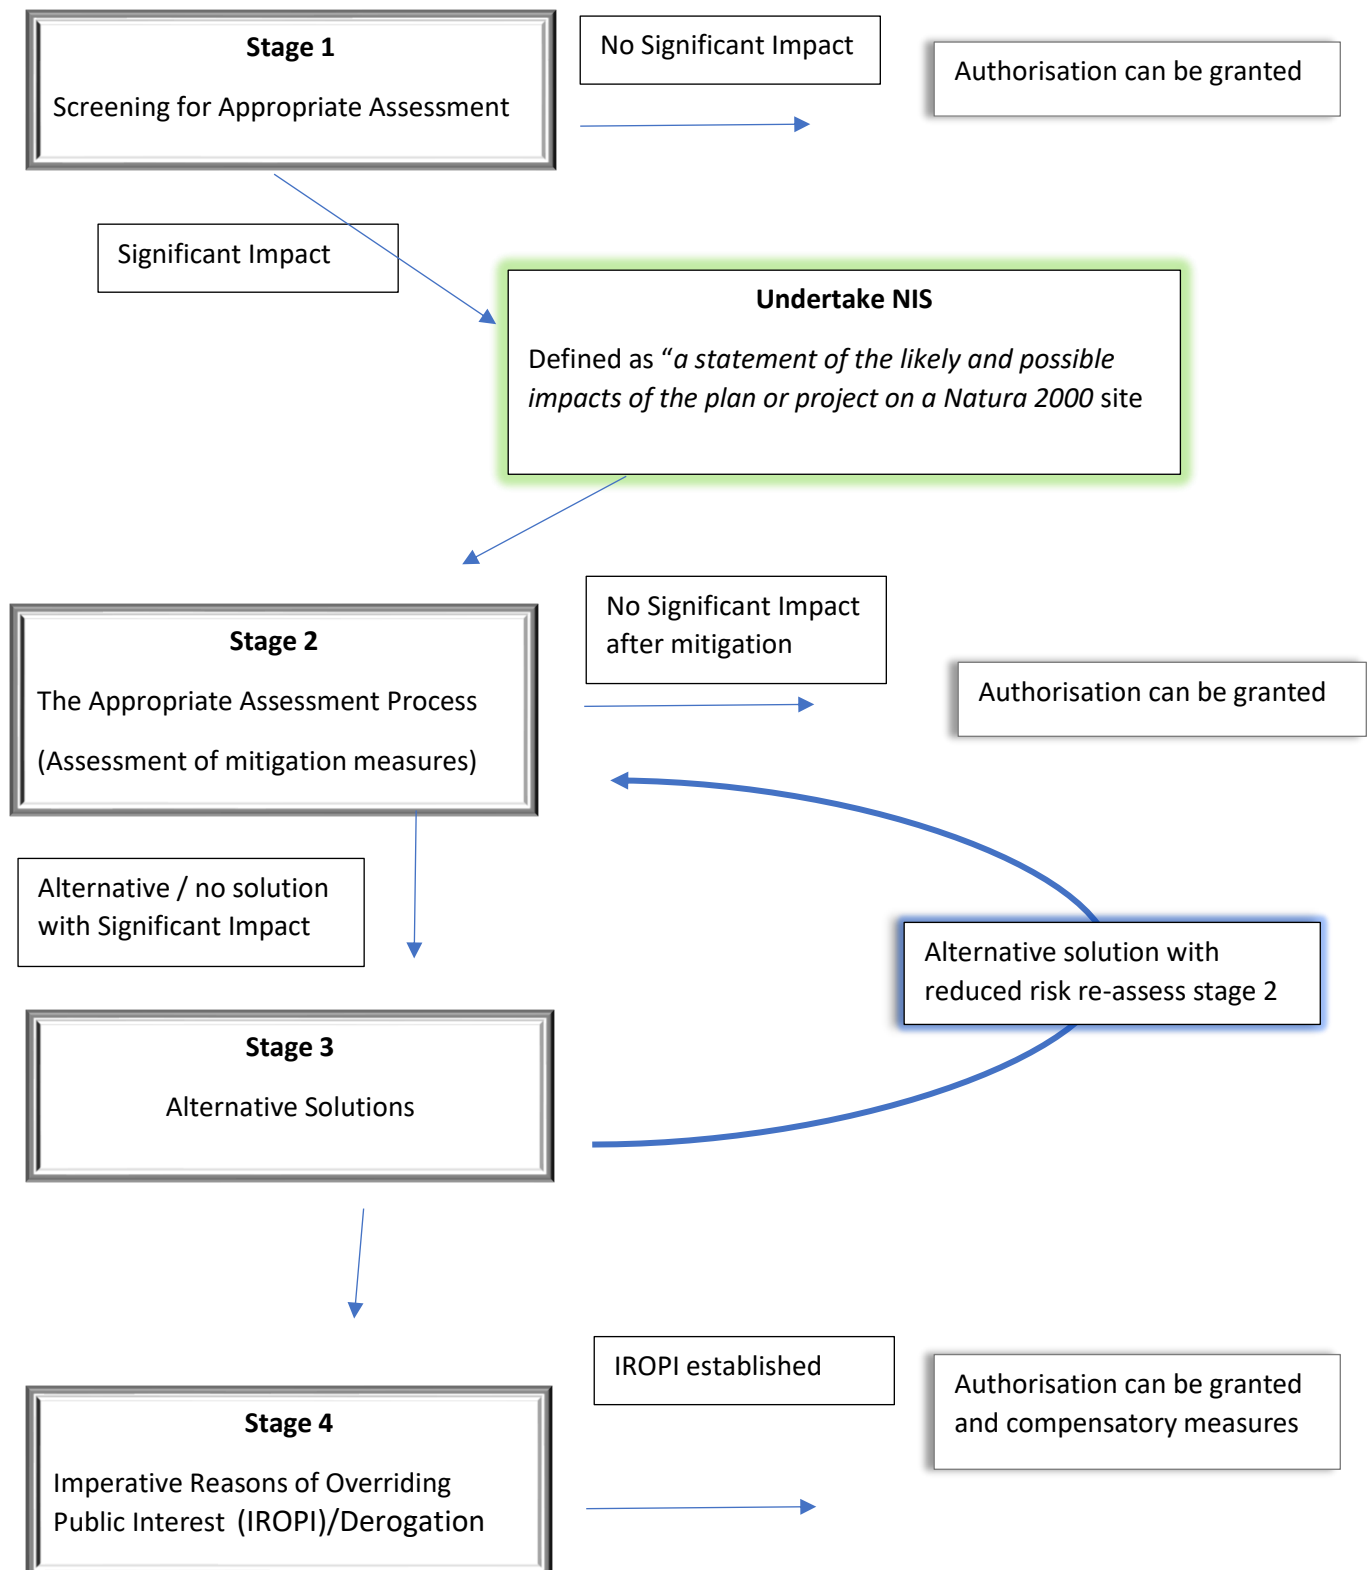 Stage 1
Screening for Appropriate Assessment
No Significant Impact
Authorisation can be granted
Significant Impact
Undertake NIS
Defined as “a statement of the likely and possible
impacts of the plan or project on a Natura 2000 site
Stage 2
The Appropriate Assessment Process
(Assessment of mitigation measures)
No Significant Impact
after mitigation
Authorisation can be granted
Alternative / no solution
with Significant Impact
Alternative solution with
reduced risk re-assess stage 2
Stage 3
Alternative Solutions
IROPI established
Authorisation can be granted
and compensatory measures
Stage 4
Imperative Reasons of Overriding
Public Interest (IROPI)/Derogation